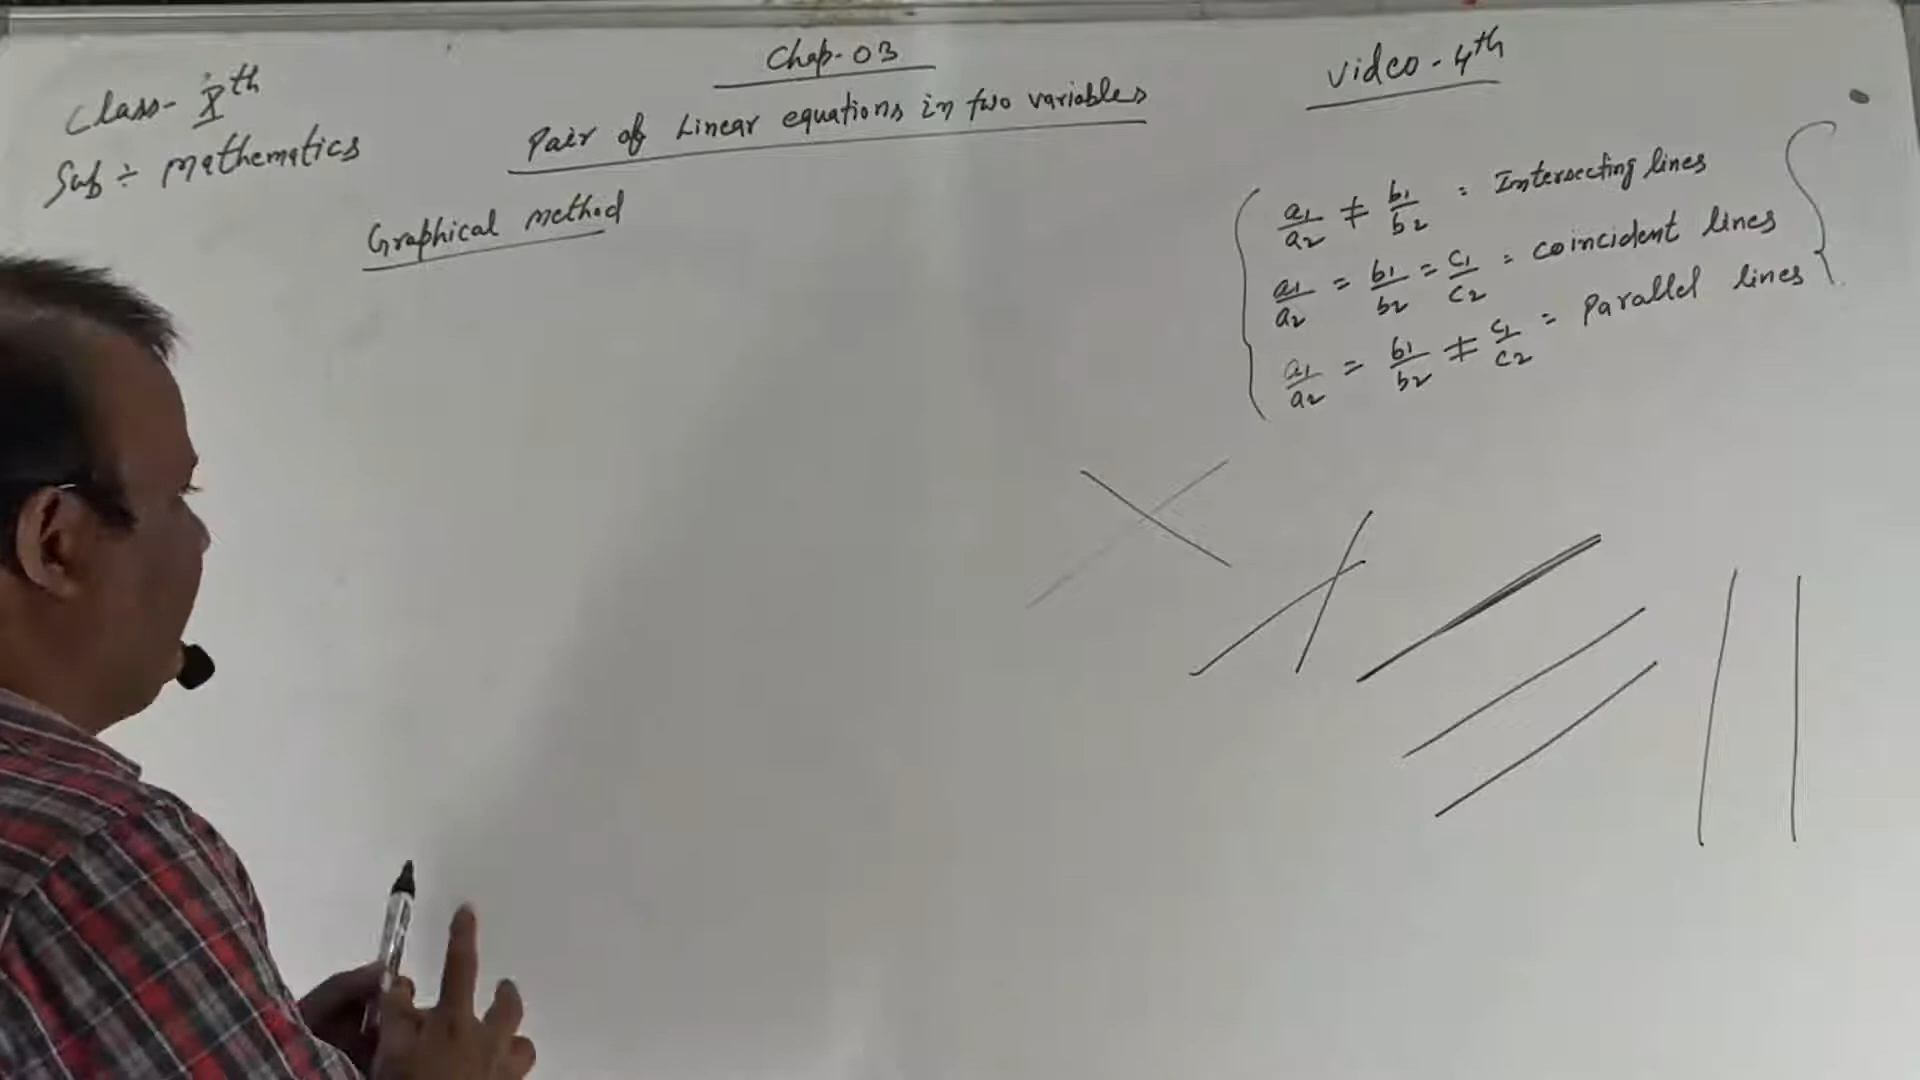 Chap-03
Video-4th
Class-Xth
Pair of Linear equations in two variables
Sub ÷ mathematics
Graphical method
a1/a2 ≠ b1/b2 : Intersecting lines
a1/a2 = b1/b2 = c1/c2 = coincident lines
a1/a2 = b1/b2 ≠ c1/c2 = Parallel lines